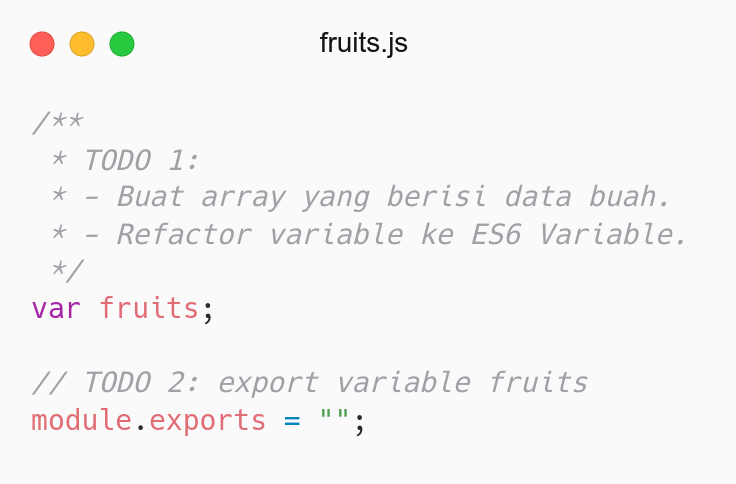 fruits.js
/**
 * TODO 1:
 * - Buat array yang berisi data buah.
 * - Refactor variable ke ES6 Variable.
 */
var fruits;
// TODO 2: export variable fruits
module.exports = "";